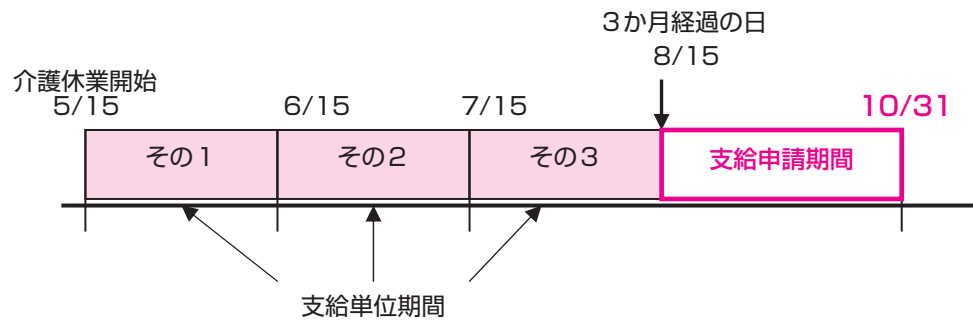 3か月経過の日
8/15
介護休業開始
5/15
6/15
7/15
10/31
その1
その2
その3
支給申請期間
支給単位期間